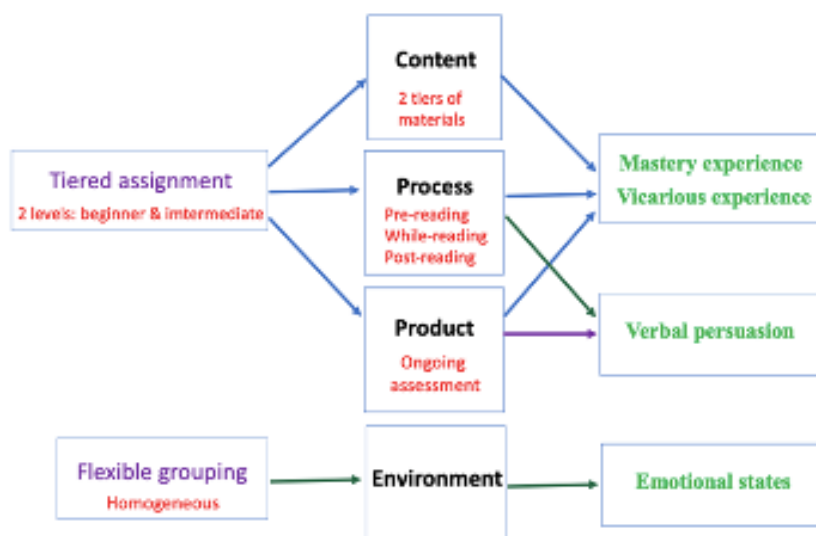 Content
2 tiers of
materials
Tiered assignment
2 levels: beginner & imtermediate
Process
Pre-reading
While-reading
Post-reading
Mastery experience
Vicarious experience
Product
Ongoing
assessment
Verbal persuasion
Flexible grouping
Homogeneous
Environment
Emotional states